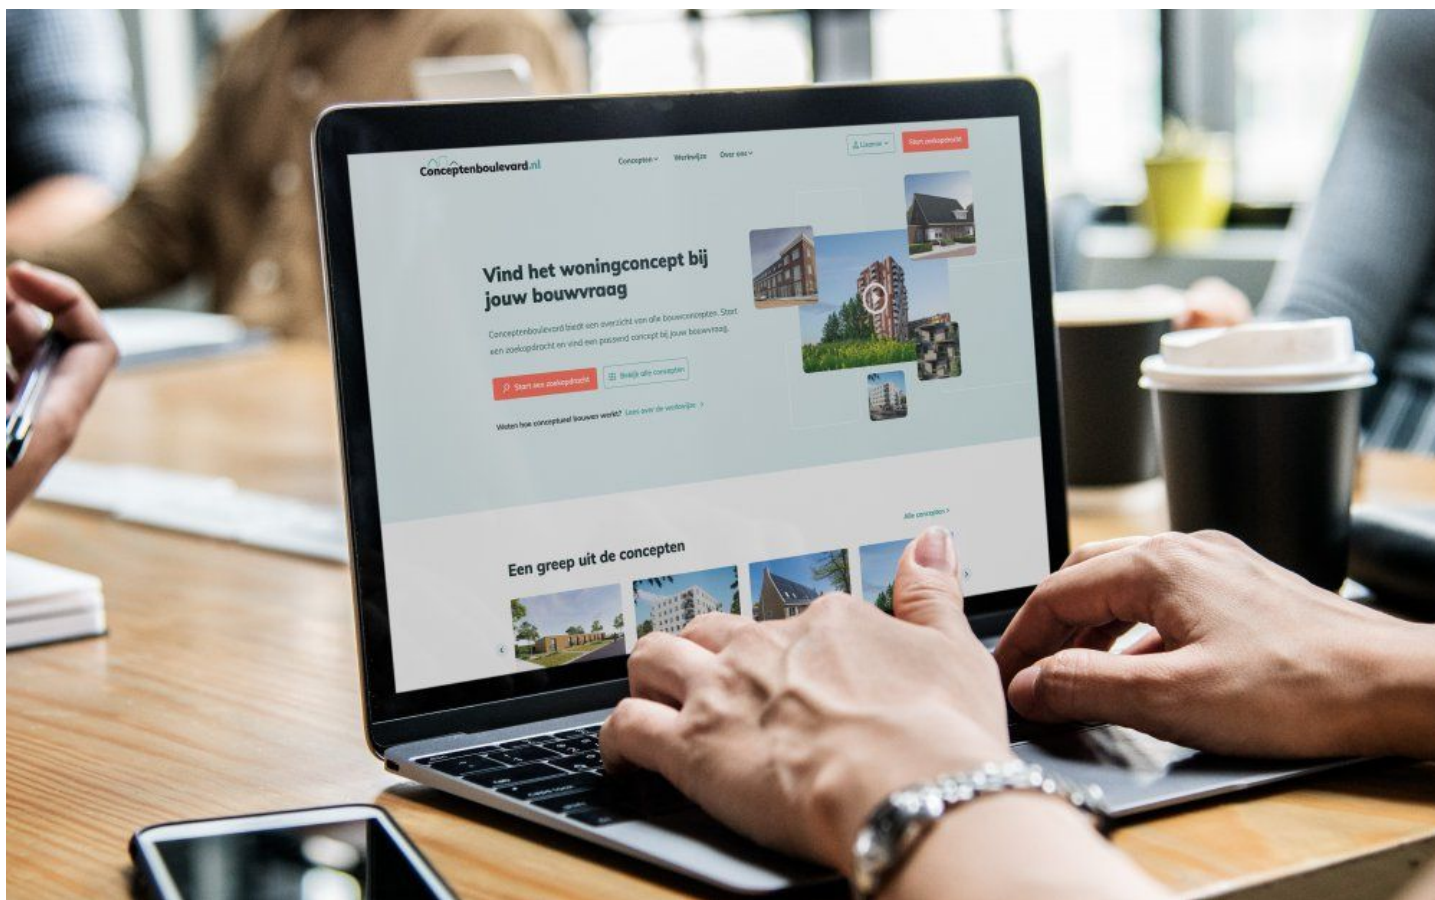 Conceptenboulevard.nl
Concepten
Werkwijze
Over ons
Licentie
Start zoekopdracht
Vind het woningconcept bij
jouw bouwvraag
Conceptenboulevard biedt een overzicht van alle bouwconcepten. Start
een zoekopdracht en vind een passend concept bij jouw bouwvraag.
Start een zoekopdracht
Bekijk alle concepten
Weten hoe conceptueel bouwen werkt? Lees over de werkwijze >
Alle concepten >
Een greep uit de concepten